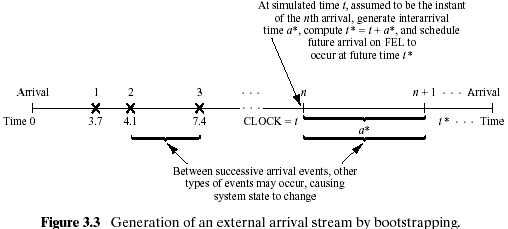 At simulated time t, assumed to be the instant
of the nth arrival, generate interarrival
time a*, compute t* = t + a*, and schedule
future arrival on FEL to
occur at future time t*
Arrival 1 2 3 · · · n n + 1 · · · Arrival
· · ·
Time 0 3.7 4.1 7.4 CLOCK = t t* · · · Time
a*
Between successive arrival events, other
types of events may occur, causing
system state to change
Figure 3.3 Generation of an external arrival stream by bootstrapping.